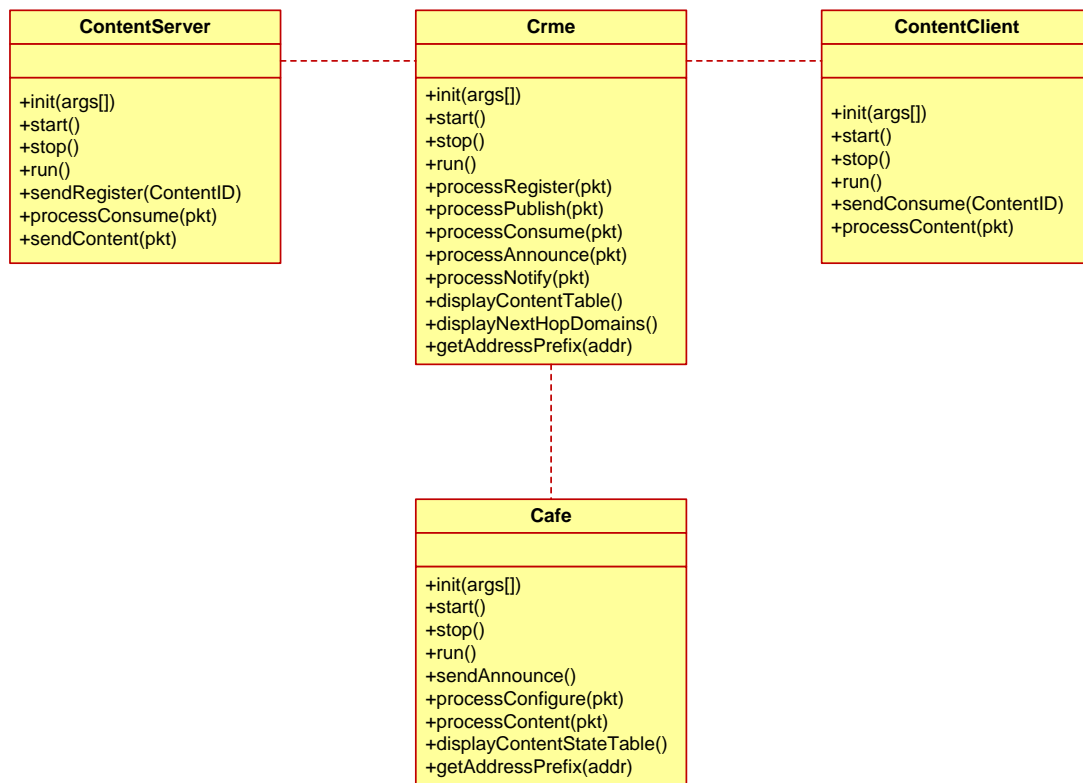 ContentServer
+init(args[])
+start()
+stop()
+run()
+sendRegister(ContentID)
+processConsume(pkt)
+sendContent(pkt)
Crme
+init(args[])
+start()
+stop()
+run()
+processRegister(pkt)
+processPublish(pkt)
+processConsume(pkt)
+processAnnounce(pkt)
+processNotify(pkt)
+displayContentTable()
+displayNextHopDomains()
+getAddressPrefix(addr)
ContentClient
+init(args[])
+start()
+stop()
+run()
+sendConsume(ContentID)
+processContent(pkt)
Cafe
+init(args[])
+start()
+stop()
+run()
+sendAnnounce()
+processConfigure(pkt)
+processContent(pkt)
+displayContentStateTable()
+getAddressPrefix(addr)